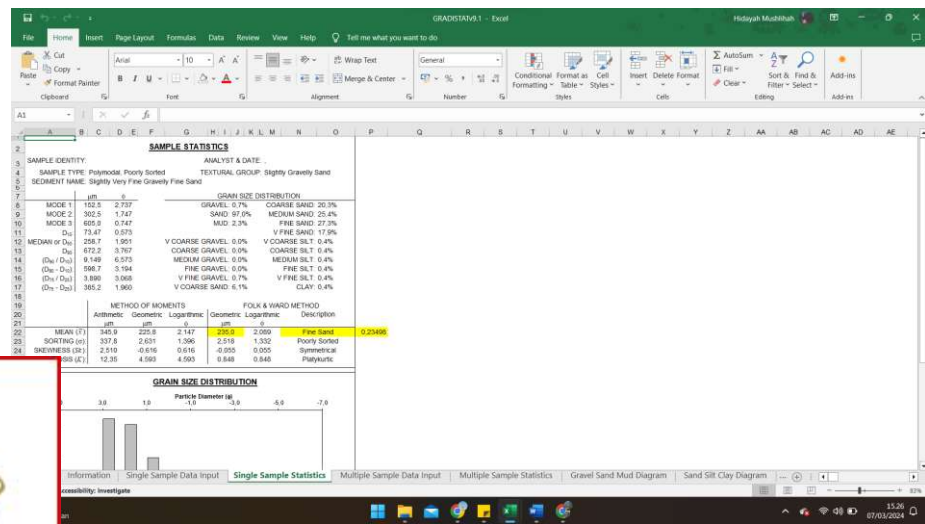 GRADISTATv9.1 - Excel
Hidayah Mushlihah
File Home Insert Page Layout Formulas Data Review View Help Tell me what you want to do
Paste
Cut
Copy
Format Painter
Clipboard
Arial 10
B I U
Font
Wrap Text
Merge & Center
Alignment
General
Number
Conditional Formatting
Format as Table
Cell Styles
Styles
Insert Delete Format
Cells
AutoSum
Fill
Clear
Sort & Filter
Find & Select
Editing
Add-ins
Add-ins
A1
fx
A B C D E F G H I J K L M N O P Q R S T U V W X Y Z AA AB AC AD AE
SAMPLE STATISTICS
SAMPLE IDENTITY: ANALYST & DATE: ,
SAMPLE TYPE: Polymodal, Poorly Sorted TEXTURAL GROUP: Slightly Gravelly Sand
SEDIMENT NAME: Slightly Very Fine Gravelly Fine Sand
µm ϕ GRAIN SIZE DISTRIBUTION
MODE 1: 152,5 2,737 GRAVEL: 0,7% COARSE SAND: 20,3%
MODE 2: 302,5 1,747 SAND: 97,0% MEDIUM SAND: 25,4%
MODE 3: 605,0 0,747 MUD: 2,3% FINE SAND: 27,3%
D10: 73,47 0,573 V FINE SAND: 17,9%
MEDIAN or D50: 258,7 1,951 V COARSE GRAVEL: 0,0% V COARSE SILT: 0,4%
D90: 672,2 3,767 COARSE GRAVEL: 0,0% COARSE SILT: 0,4%
(D90 / D10): 9,149 6,573 MEDIUM GRAVEL: 0,0% MEDIUM SILT: 0,4%
(D90 - D10): 598,7 3,194 FINE GRAVEL: 0,0% FINE SILT: 0,4%
(D75 / D25): 3,890 3,068 V FINE GRAVEL: 0,7% V FINE SILT: 0,4%
(D75 - D25): 385,2 1,960 V COARSE SAND: 6,1% CLAY: 0,4%
METHOD OF MOMENTS FOLK & WARD METHOD
Arithmetic Geometric Logarithmic Geometric Logarithmic Description
µm µm ϕ µm ϕ
MEAN (x̄): 345,9 225,8 2,147 235,0 2,089 Fine Sand 0,23496
SORTING (σ): 337,8 2,631 1,396 2,518 1,332 Poorly Sorted
SKEWNESS (Sk): 2,510 -0,616 0,616 -0,055 0,055 Symmetrical
SIS (K): 12,35 4,593 4,593 0,848 0,848 Platykurtic
GRAIN SIZE DISTRIBUTION
Particle Diameter (ϕ)
3,0 1,0 -1,0 -3,0 -5,0 -7,0
Information Single Sample Data Input Single Sample Statistics Multiple Sample Data Input Multiple Sample Statistics Gravel Sand Mud Diagram Sand Silt Clay Diagram ...
ccessibility: Investigate
83%
an
15.26
07/03/2024